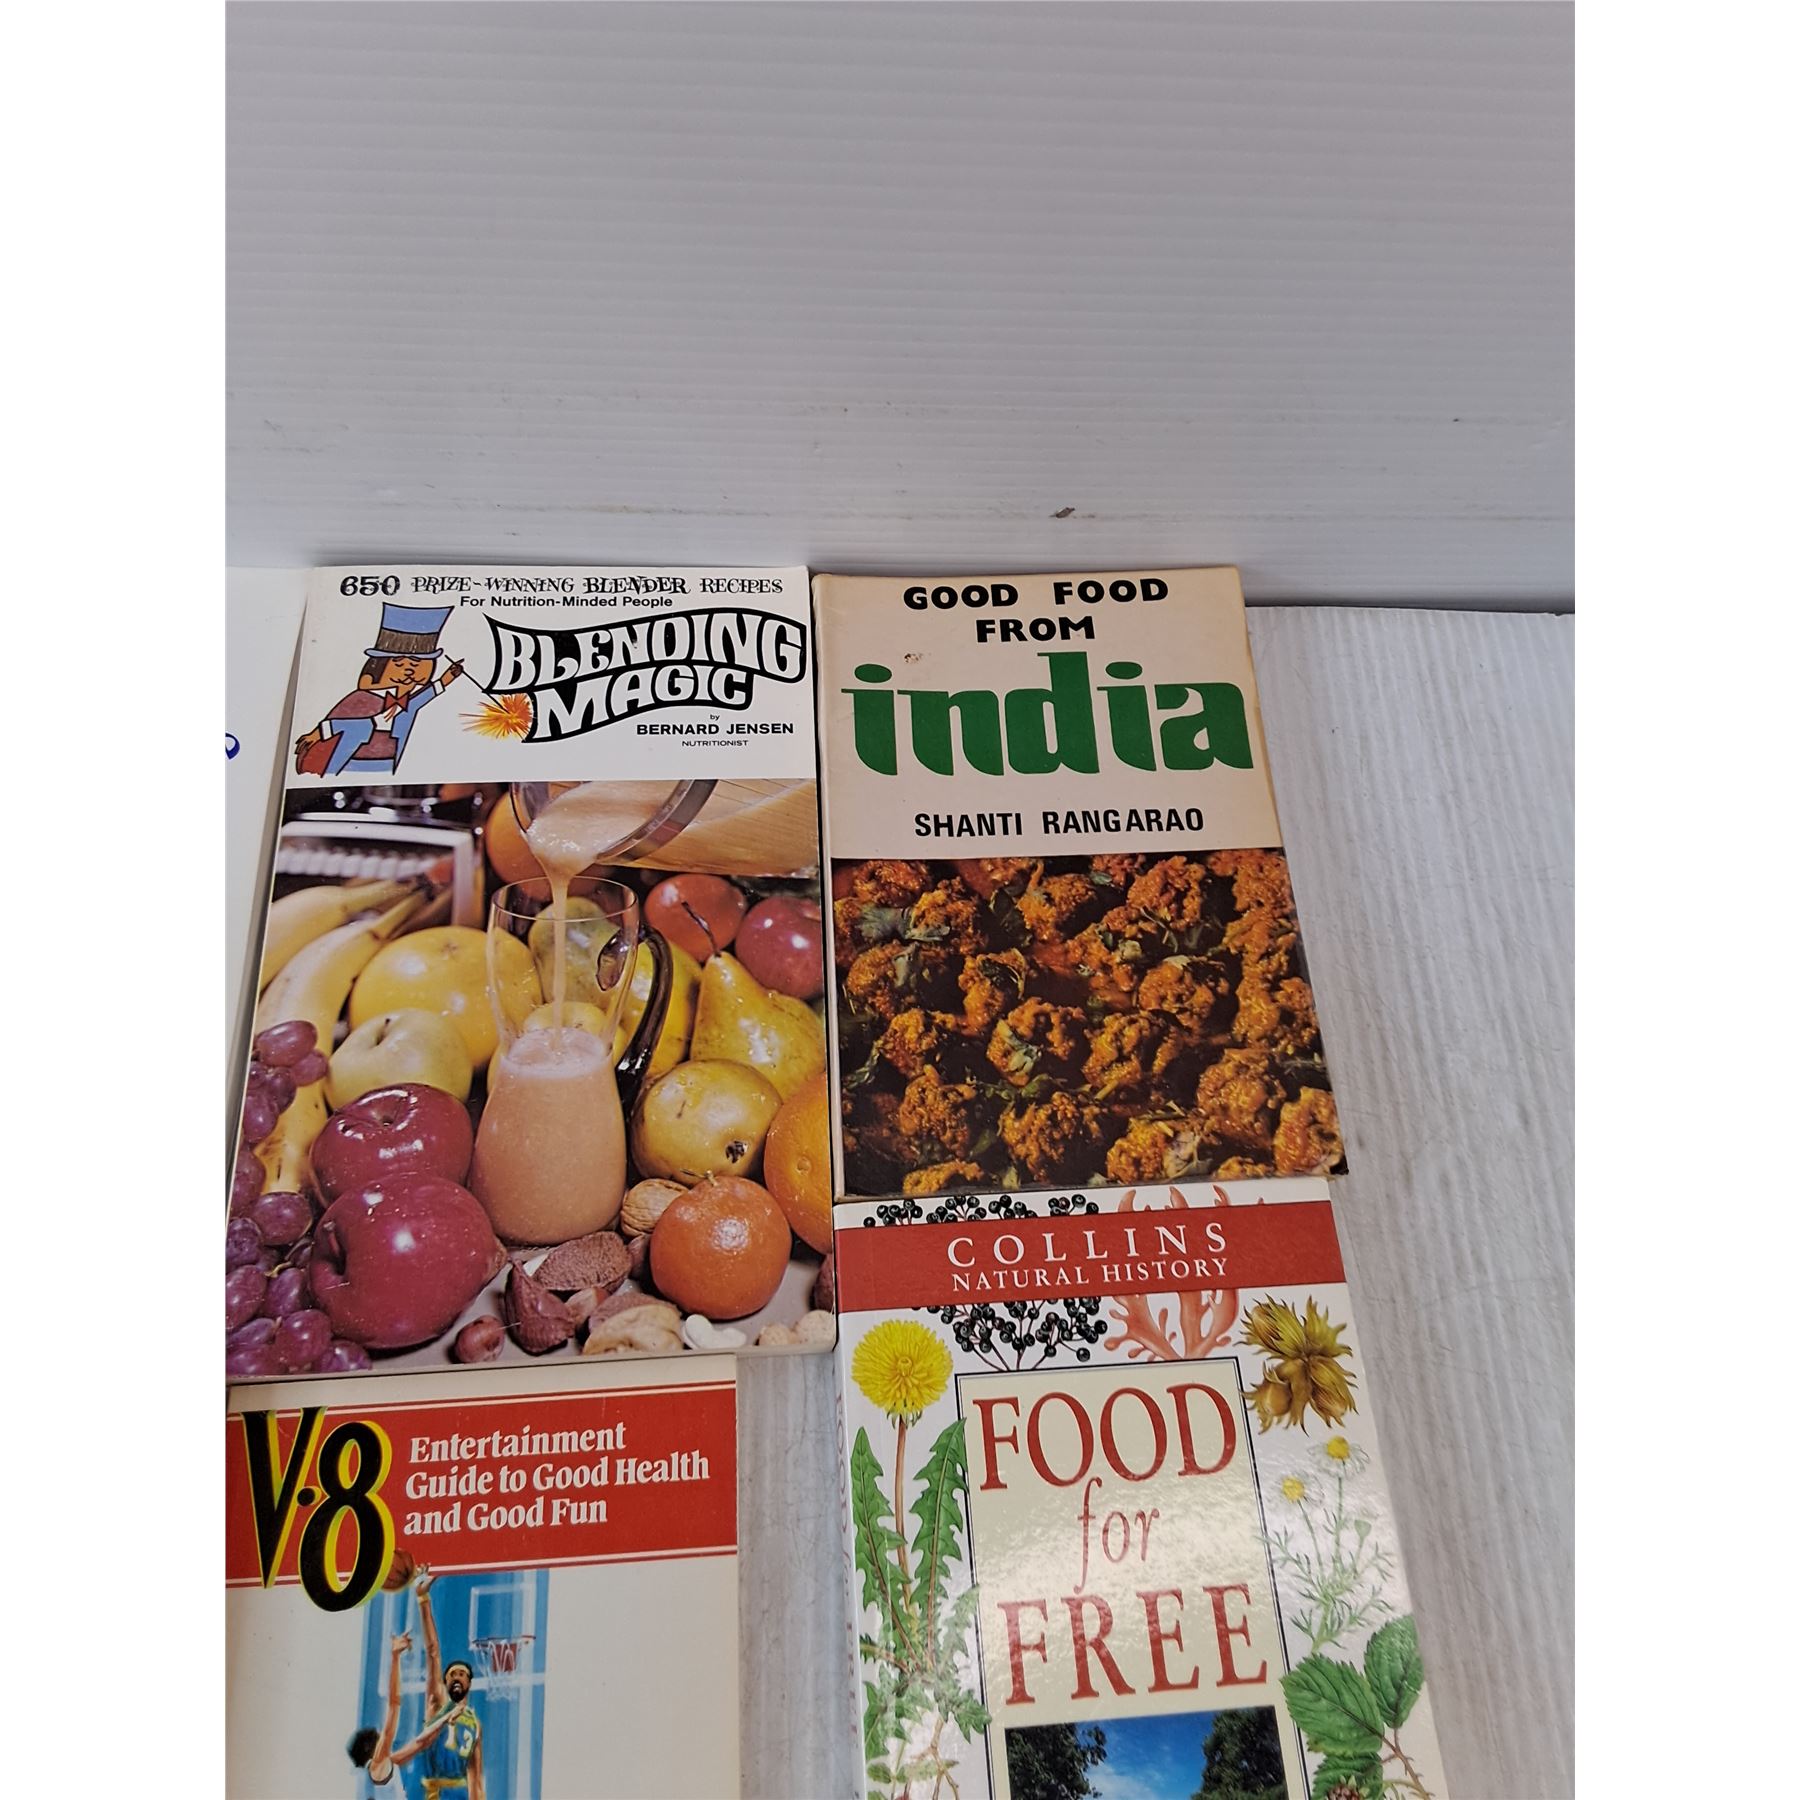 650 PRIZE-WINNING BLENDER RECIPES
For Nutrition-Minded People
BLENDING
MAGIC
by
BERNARD JENSEN
NUTRITIONIST
GOOD FOOD
FROM
india
SHANTI RANGARAO
V·8
Entertainment
Guide to Good Health
and Good Fun
13
COLLINS
NATURAL HISTORY
FOOD
for
FREE